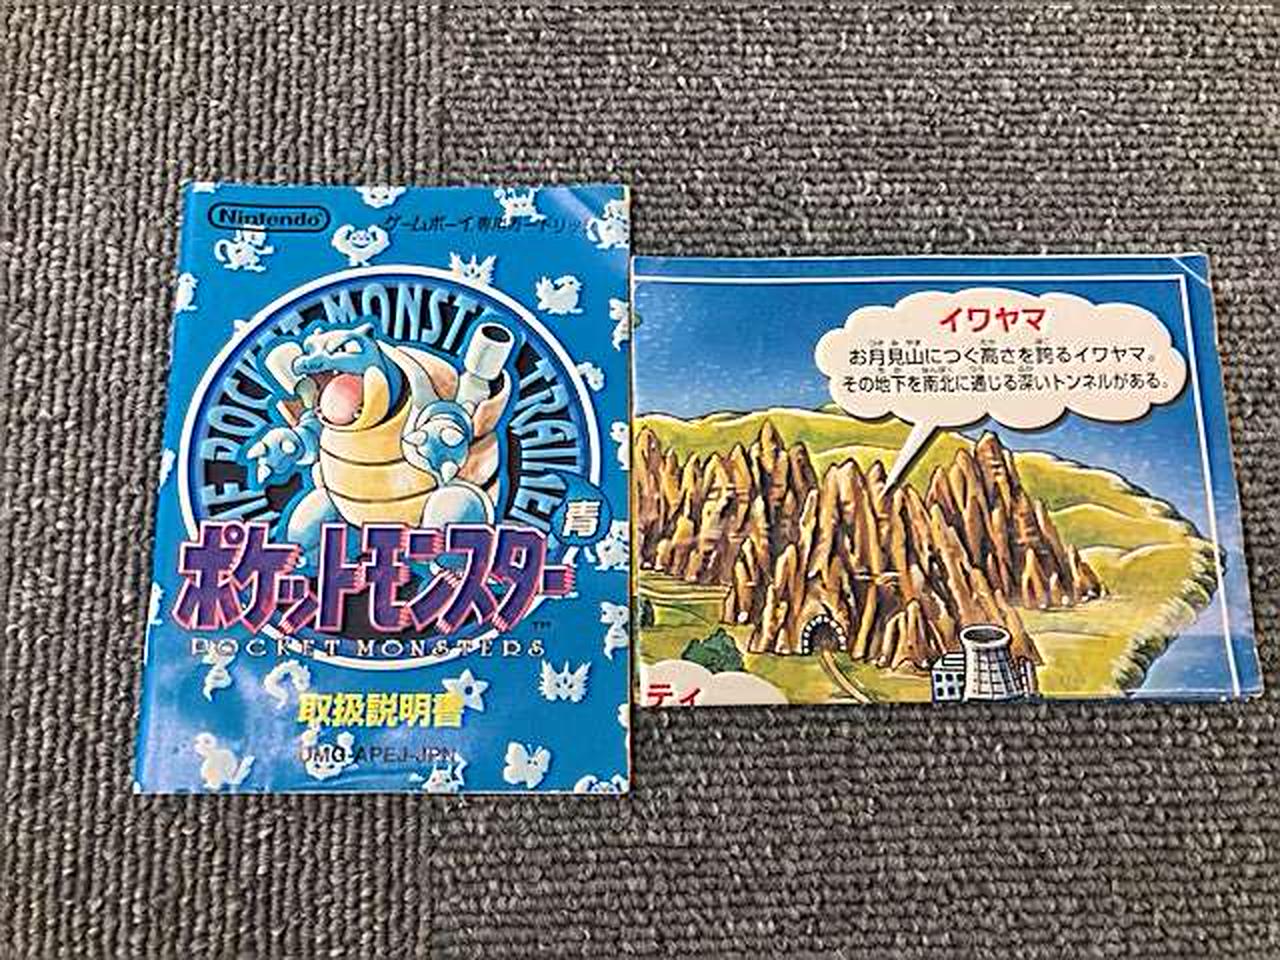 Nintendo
ゲームボーイ専用カートリッジ
OF POCKET MONSTER TRAINER
青
ポケットモンスター
TM
POCKET MONSTERS
取扱説明書
DMG-APEJ-JPN
イワヤマ
お月見山につぐ高さを誇るイワヤマ。
その地下を南北に通じる深いトンネルがある。
ティ